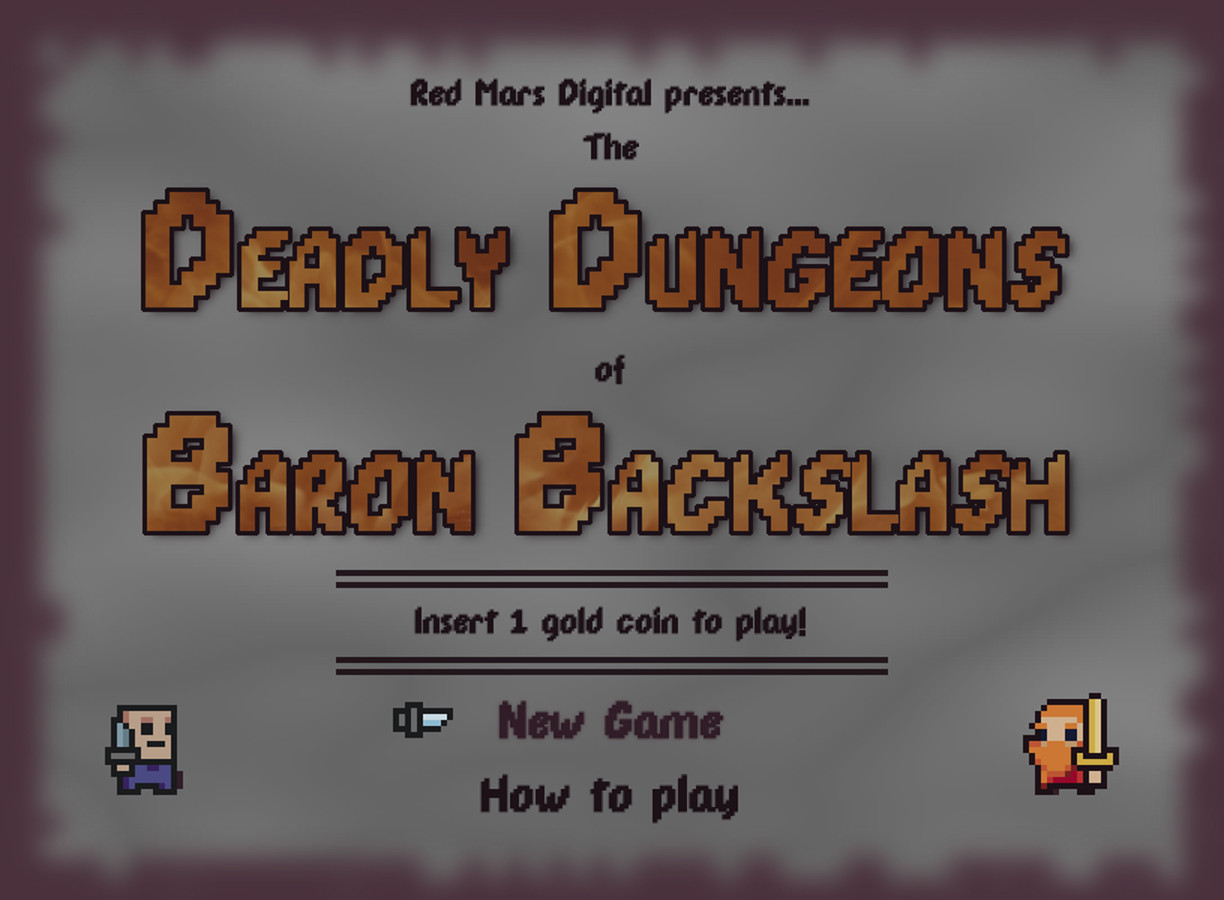 Red Mars Digital presents...
The
Deadly Dungeons
of
Baron Backslash
Insert 1 gold coin to play!
New Game
How to play